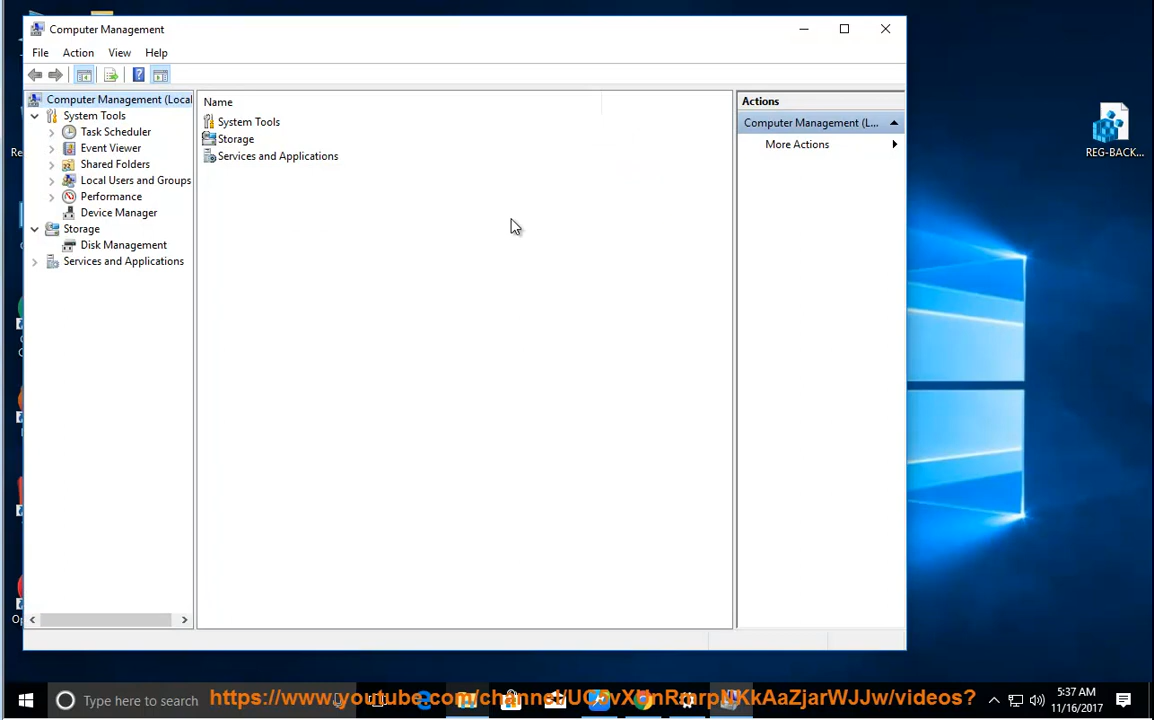 Computer Management
File Action View Help
Computer Management (Local
System Tools
Task Scheduler
Event Viewer
Shared Folders
Local Users and Groups
Performance
Device Manager
Storage
Disk Management
Services and Applications
Name
System Tools
Storage
Services and Applications
Actions
Computer Management (L...
More Actions
REG-BACK...
Type here to search
5:37 AM
11/16/2017